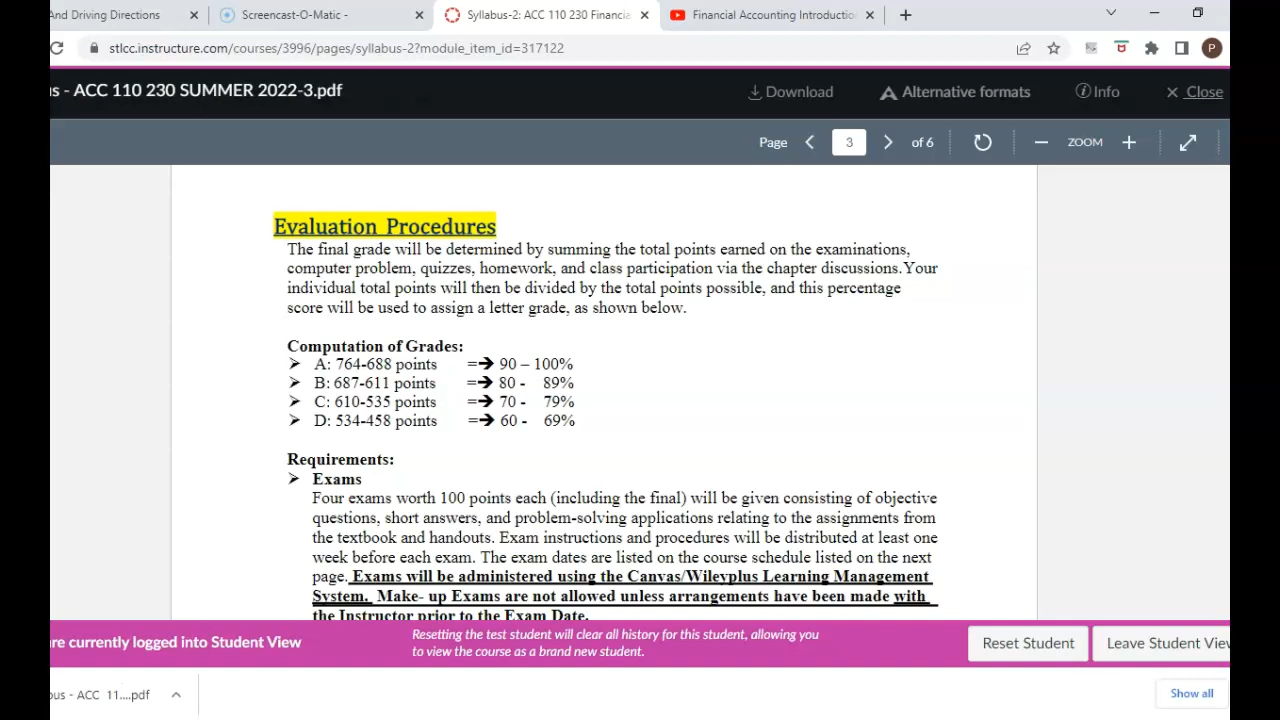 And Driving Directions
Screencast-O-Matic -
Syllabus-2: ACC 110 230 Financia
Financial Accounting Introductio
stlcc.instructure.com/courses/3996/pages/syllabus-2?module_item_id=317122
P
us - ACC 110 230 SUMMER 2022-3.pdf
Download
Alternative formats
Info
Close
Page 3 of 6
ZOOM
Evaluation Procedures
The final grade will be determined by summing the total points earned on the examinations,
computer problem, quizzes, homework, and class participation via the chapter discussions. Your
individual total points will then be divided by the total points possible, and this percentage
score will be used to assign a letter grade, as shown below.
Computation of Grades:
➢ A: 764-688 points =➔ 90 – 100%
➢ B: 687-611 points =➔ 80 - 89%
➢ C: 610-535 points =➔ 70 - 79%
➢ D: 534-458 points =➔ 60 - 69%
Requirements:
➢ Exams
Four exams worth 100 points each (including the final) will be given consisting of objective
questions, short answers, and problem-solving applications relating to the assignments from
the textbook and handouts. Exam instructions and procedures will be distributed at least one
week before each exam. The exam dates are listed on the course schedule listed on the next
page. Exams will be administered using the Canvas/Wileyplus Learning Management
System. Make- up Exams are not allowed unless arrangements have been made with
the Instructor prior to the Exam Date.
re currently logged into Student View
Resetting the test student will clear all history for this student, allowing you
to view the course as a brand new student.
Reset Student
Leave Student View
bus - ACC 11....pdf
Show all